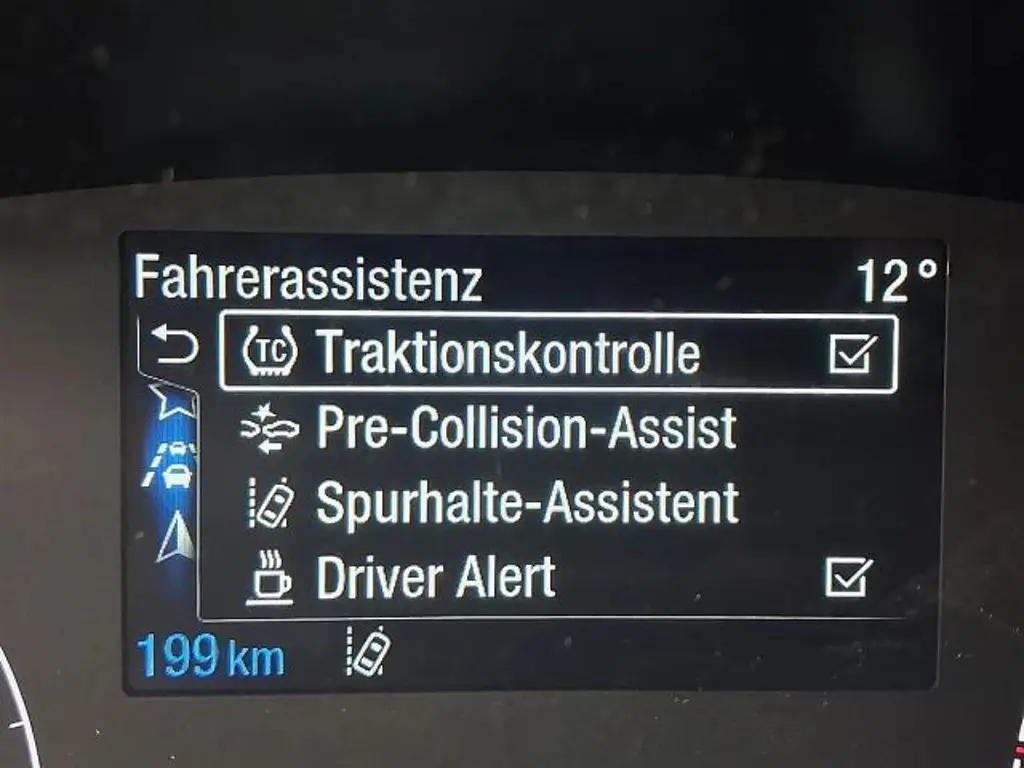 Fahrerassistenz 12°
TC Traktionskontrolle
Pre-Collision-Assist
Spurhalte-Assistent
Driver Alert
199 km